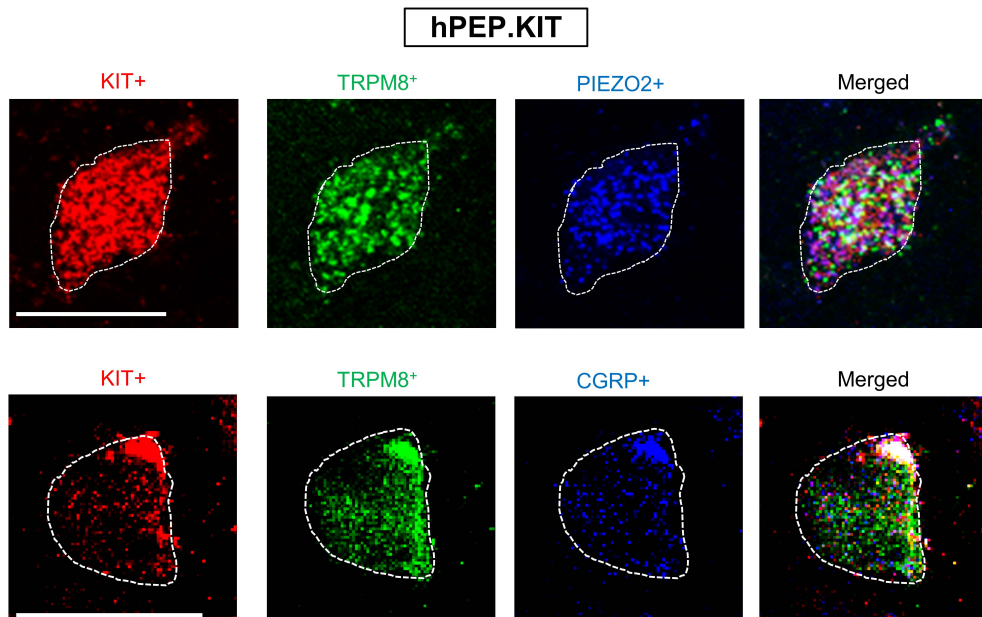 hPEP.KIT
KIT+ TRPM8⁺ PIEZO2+ Merged
KIT+ TRPM8⁺ CGRP+ Merged